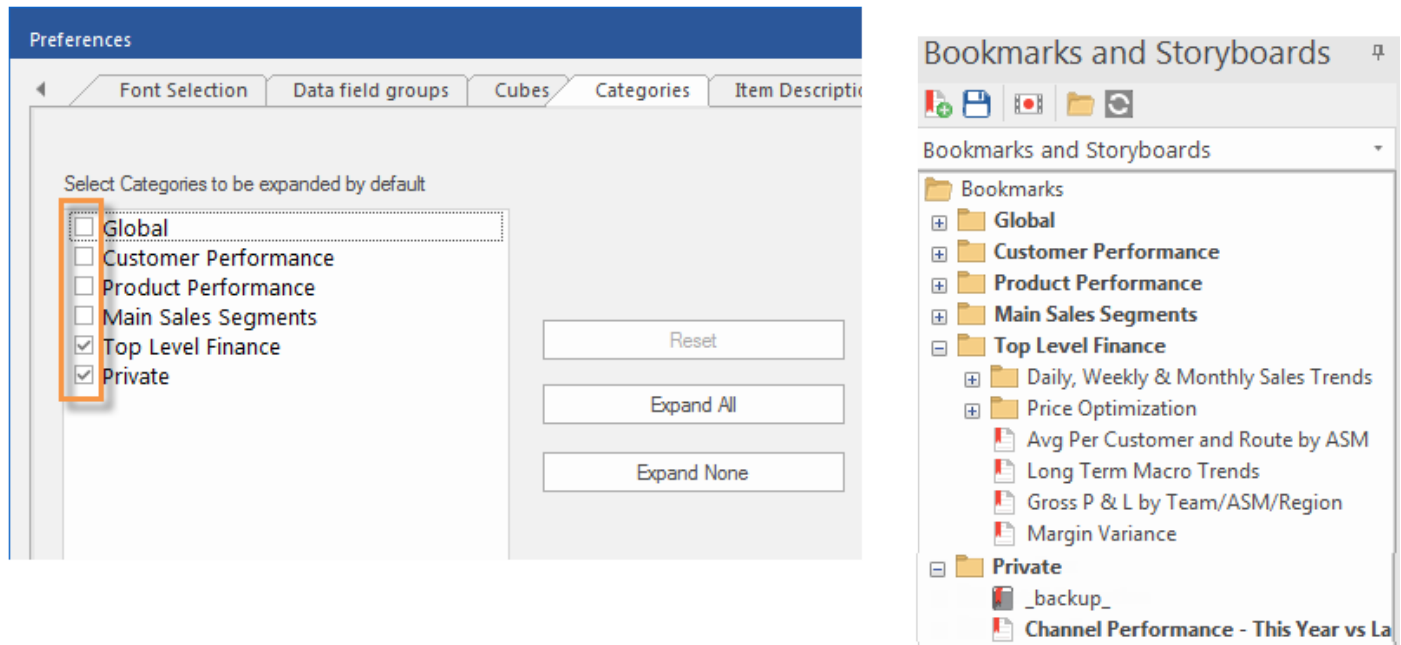 Preferences
Font Selection
Data field groups
Cubes
Categories
Item Descriptio
Select Categories to be expanded by default
Global
Customer Performance
Product Performance
Main Sales Segments
Top Level Finance
Private
Reset
Expand All
Expand None
Bookmarks and Storyboards
Bookmarks and Storyboards
Bookmarks
Global
Customer Performance
Product Performance
Main Sales Segments
Top Level Finance
Daily, Weekly & Monthly Sales Trends
Price Optimization
Avg Per Customer and Route by ASM
Long Term Macro Trends
Gross P & L by Team/ASM/Region
Margin Variance
Private
_backup_
Channel Performance - This Year vs La